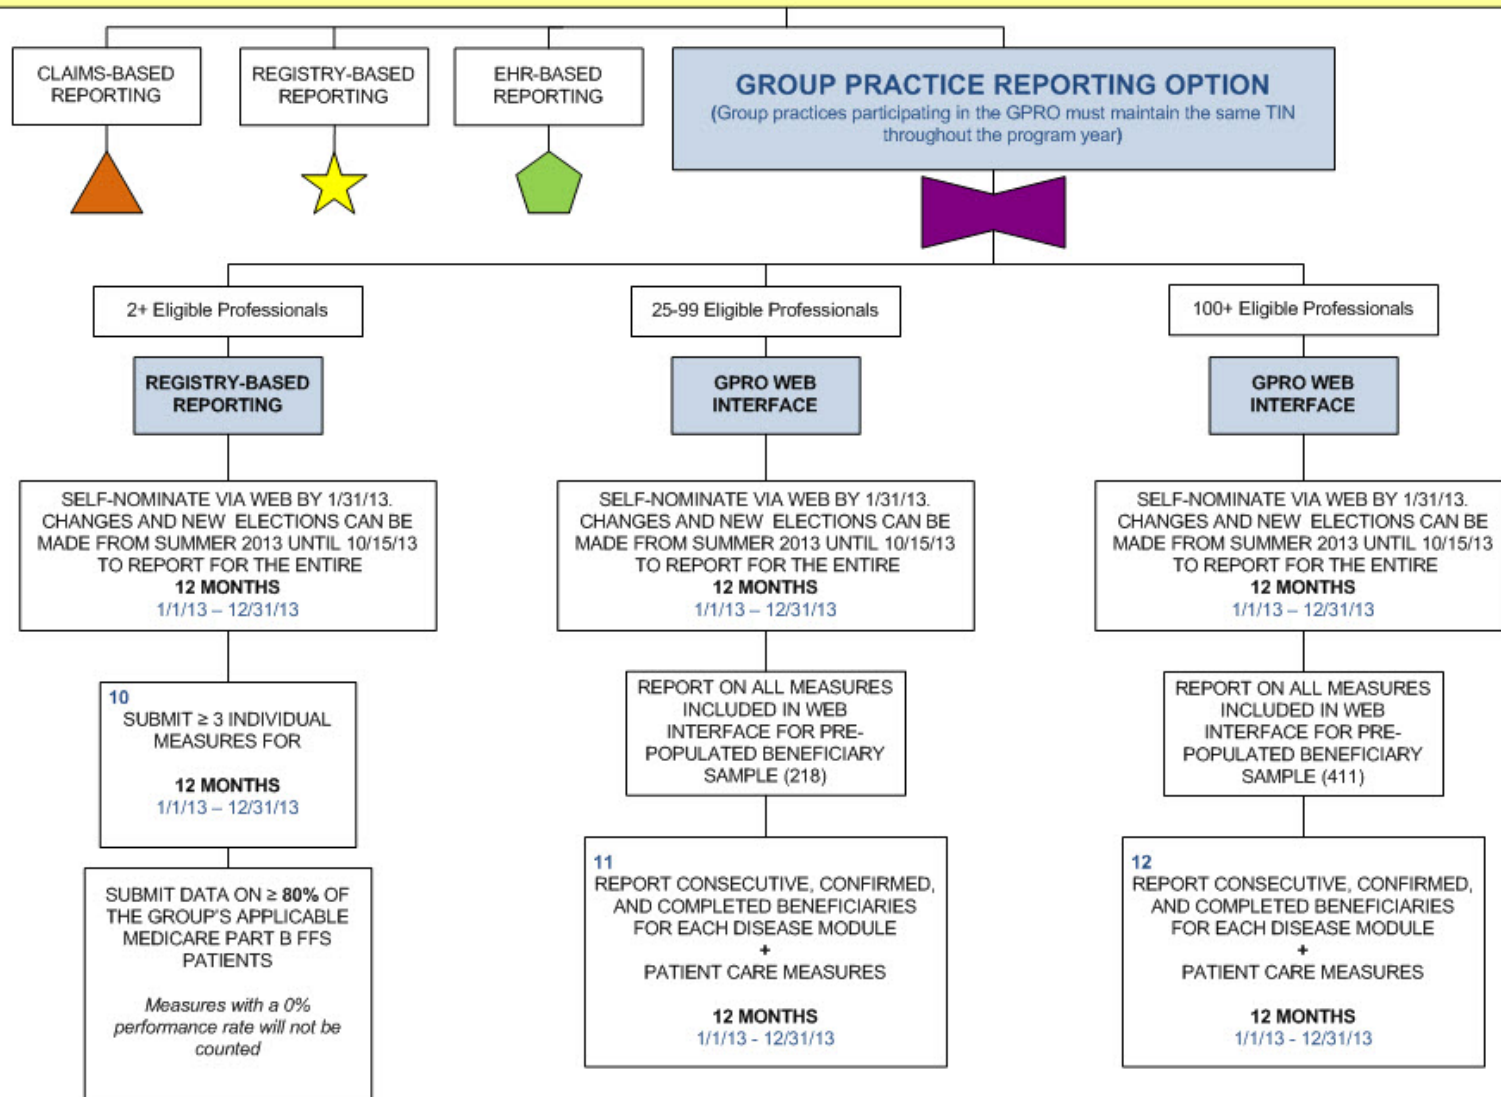 CLAIMS-BASED
REPORTING
REGISTRY-BASED
REPORTING
EHR-BASED
REPORTING
GROUP PRACTICE REPORTING OPTION
(Group practices participating in the GPRO must maintain the same TIN
throughout the program year)
2+ Eligible Professionals
25-99 Eligible Professionals
100+ Eligible Professionals
REGISTRY-BASED
REPORTING
GPRO WEB
INTERFACE
GPRO WEB
INTERFACE
SELF-NOMINATE VIA WEB BY 1/31/13.
CHANGES AND NEW ELECTIONS CAN BE
MADE FROM SUMMER 2013 UNTIL 10/15/13
TO REPORT FOR THE ENTIRE
12 MONTHS
1/1/13 – 12/31/13
SELF-NOMINATE VIA WEB BY 1/31/13.
CHANGES AND NEW ELECTIONS CAN BE
MADE FROM SUMMER 2013 UNTIL 10/15/13
TO REPORT FOR THE ENTIRE
12 MONTHS
1/1/13 – 12/31/13
SELF-NOMINATE VIA WEB BY 1/31/13.
CHANGES AND NEW ELECTIONS CAN BE
MADE FROM SUMMER 2013 UNTIL 10/15/13
TO REPORT FOR THE ENTIRE
12 MONTHS
1/1/13 – 12/31/13
10
SUBMIT ≥ 3 INDIVIDUAL
MEASURES FOR
12 MONTHS
1/1/13 – 12/31/13
REPORT ON ALL MEASURES
INCLUDED IN WEB
INTERFACE FOR PRE-
POPULATED BENEFICIARY
SAMPLE (218)
REPORT ON ALL MEASURES
INCLUDED IN WEB
INTERFACE FOR PRE-
POPULATED BENEFICIARY
SAMPLE (411)
SUBMIT DATA ON ≥ 80% OF
THE GROUP'S APPLICABLE
MEDICARE PART B FFS
PATIENTS
Measures with a 0%
performance rate will not be
counted
11
REPORT CONSECUTIVE, CONFIRMED,
AND COMPLETED BENEFICIARIES
FOR EACH DISEASE MODULE
+
PATIENT CARE MEASURES
12 MONTHS
1/1/13 - 12/31/13
12
REPORT CONSECUTIVE, CONFIRMED,
AND COMPLETED BENEFICIARIES
FOR EACH DISEASE MODULE
+
PATIENT CARE MEASURES
12 MONTHS
1/1/13 - 12/31/13